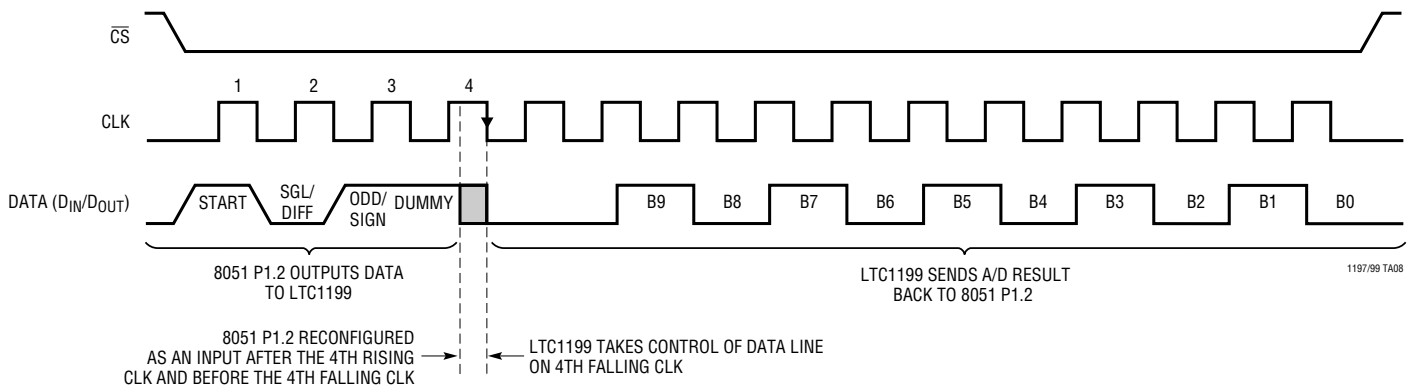 CS
1 2 3 4
CLK
DATA (DIN/DOUT)
START
SGL/
DIFF
ODD/
SIGN
DUMMY
B9 B8 B7 B6 B5 B4 B3 B2 B1 B0
8051 P1.2 OUTPUTS DATA
TO LTC1199
LTC1199 SENDS A/D RESULT
BACK TO 8051 P1.2
1197/99 TA08
8051 P1.2 RECONFIGURED
AS AN INPUT AFTER THE 4TH RISING
CLK AND BEFORE THE 4TH FALLING CLK
LTC1199 TAKES CONTROL OF DATA LINE
ON 4TH FALLING CLK